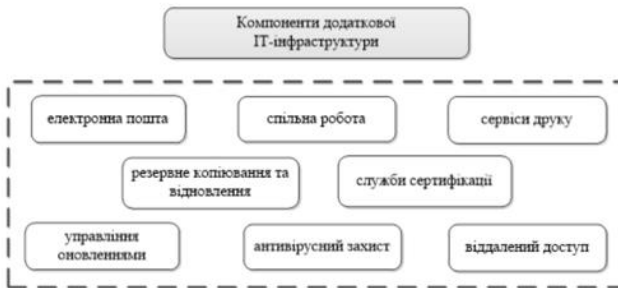 Компоненти додаткової
ІТ-інфраструктури
електронна пошта
спільна робота
сервіси друку
резервне копіювання та
відновлення
служби сертифікації
управління
оновленнями
антивірусний захист
віддалений доступ